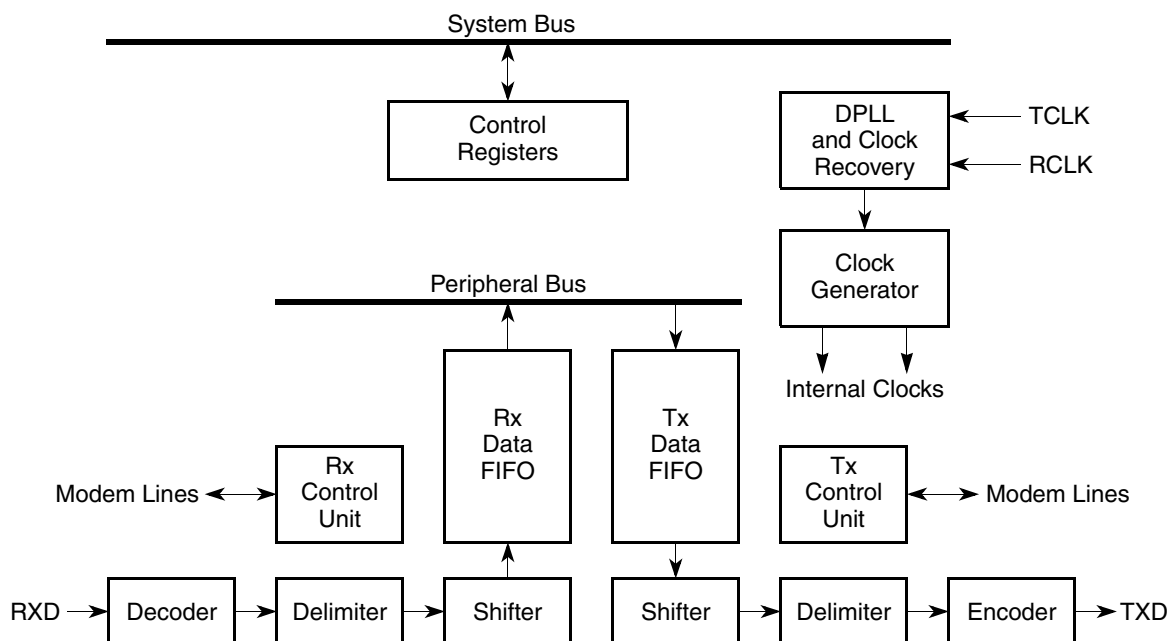 System Bus
Control
Registers
DPLL
and Clock
Recovery
TCLK
RCLK
Clock
Generator
Internal Clocks
Peripheral Bus
Rx
Data
FIFO
Tx
Data
FIFO
Modem Lines
Rx
Control
Unit
Tx
Control
Unit
Modem Lines
RXD
Decoder
Delimiter
Shifter
Shifter
Delimiter
Encoder
TXD